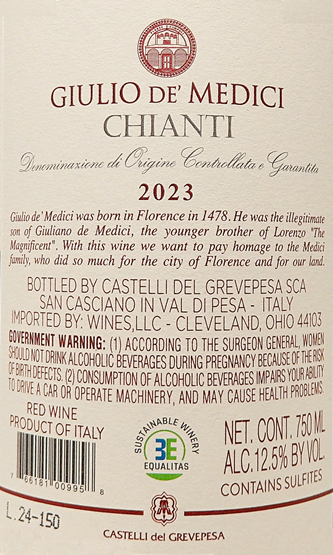 GIULIO DE' MEDICI
CHIANTI
Denominazione di Origine Controllata e Garantita
2023
Giulio de' Medici was born in Florence in 1478. He was the illegitimate
son of Giuliano de Medici, the younger brother of Lorenzo "The
Magnificent". With this wine we want to pay homage to the Medici
family, who did so much for the city of Florence and for our land.
BOTTLED BY CASTELLI DEL GREVEPESA SCA
SAN CASCIANO IN VAL DI PESA - ITALY
IMPORTED BY: WINES,LLC - CLEVELAND, OHIO 44103
GOVERNMENT WARNING: (1) ACCORDING TO THE SURGEON GENERAL, WOMEN
SHOULD NOT DRINK ALCOHOLIC BEVERAGES DURING PREGNANCY BECAUSE OF THE RISK
OF BIRTH DEFECTS. (2) CONSUMPTION OF ALCOHOLIC BEVERAGES IMPAIRS YOUR ABILITY
TO DRIVE A CAR OR OPERATE MACHINERY, AND MAY CAUSE HEALTH PROBLEMS.
RED WINE
PRODUCT OF ITALY
7 66181 00995 8
L.24-150
SUSTAINABLE WINERY
3E
EQUALITAS
NET. CONT. 750 ML
ALC.12.5% BY VOL.
CONTAINS SULFITES
CASTELLI del GREVEPESA